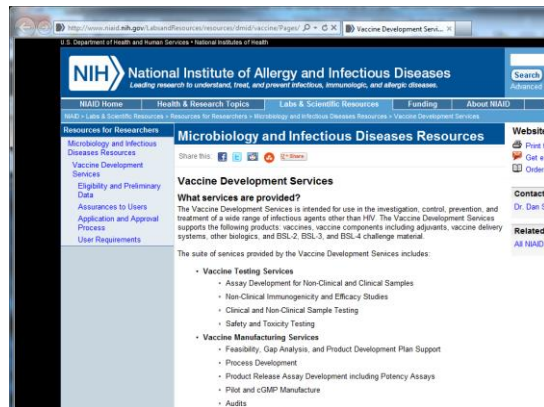 http://www.niaid.nih.gov/LabsandResources/resources/dmid/vaccine/Pages/
Vaccine Development Servi...
U.S. Department of Health and Human Services • National Institutes of Health
NIH National Institute of Allergy and Infectious Diseases
Leading research to understand, treat, and prevent infectious, immunologic, and allergic diseases.
Search
Advanced
NIAID Home Health & Research Topics Labs & Scientific Resources Funding About NIAID
NIAID > Labs & Scientific Resources > Resources for Researchers > Microbiology and Infectious Diseases Resources > Vaccine Development Services
Resources for Researchers
Microbiology and Infectious
Diseases Resources
Vaccine Development
Services
Eligibility and Preliminary
Data
Assurances to Users
Application and Approval
Process
User Requirements
Microbiology and Infectious Diseases Resources
Share this:
Share
Vaccine Development Services
What services are provided?
The Vaccine Development Services is intended for use in the investigation, control, prevention, and
treatment of a wide range of infectious agents other than HIV. The Vaccine Development Services
supports the following products: vaccines, vaccine components including adjuvants, vaccine delivery
systems, other biologics, and BSL-2, BSL-3, and BSL-4 challenge material.
The suite of services provided by the Vaccine Development Services includes:
• Vaccine Testing Services
• Assay Development for Non-Clinical and Clinical Samples
• Non-Clinical Immunogenicity and Efficacy Studies
• Clinical and Non-Clinical Sample Testing
• Safety and Toxicity Testing
• Vaccine Manufacturing Services
• Feasibility, Gap Analysis, and Product Development Plan Support
• Process Development
• Product Release Assay Development including Potency Assays
• Pilot and cGMP Manufacture
• Audits
Website
Print
Get e
Order
Contact
Dr. Dan S
Related
All NIAID